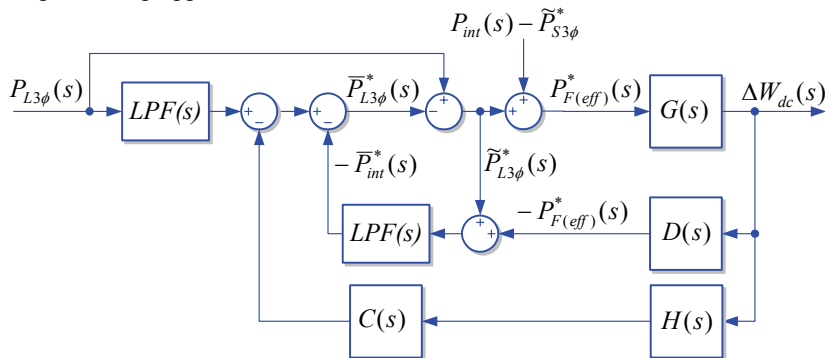 P_int(s) − P̃*_S3ϕ
P_L3ϕ(s)
LPF(s)
P̄*_L3ϕ(s)
P*_F(eff)(s)
G(s)
ΔW_dc(s)
− P̄*_int(s)
P̃*_L3ϕ(s)
LPF(s)
− P*_F(eff)(s)
D(s)
C(s)
H(s)